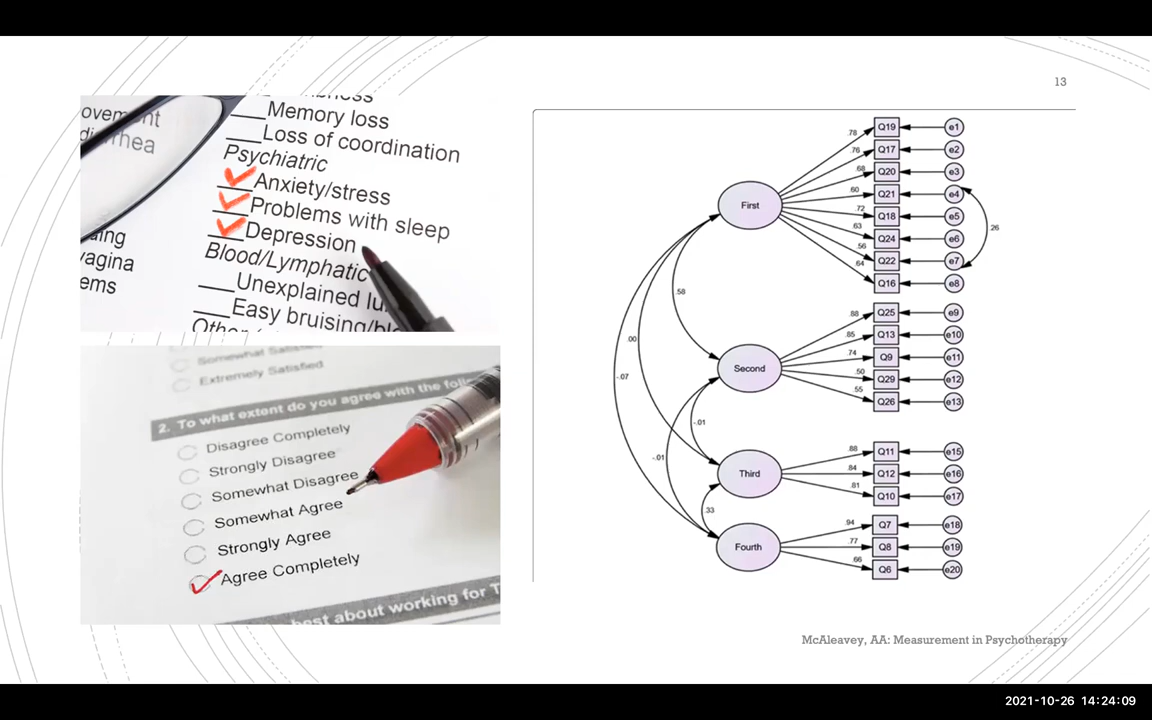 13
ness
Memory loss
Loss of coordination
Psychiatric
Anxiety/stress
Problems with sleep
Depression
Blood/Lymphatic
Unexplained lu
Easy bruising/bl
Other
ovement
diarrhea
vagina
ems
Somewhat Satisfied
Extremely Satisfied
2. To what extent do you agree with the follo
Disagree Completely
Strongly Disagree
Somewhat Disagree
Somewhat Agree
Strongly Agree
Agree Completely
best about working for T
First
.78 Q19 e1
.76 Q17 e2
.68 Q20 e3
.60 Q21 e4
.72 Q18 e5
.63 Q24 e6
.56 Q22 e7
.64 Q16 e8
26
.58
.00
-.07
Second
.88 Q25 e9
.85 Q13 e10
.74 Q9 e11
.50 Q29 e12
.55 Q26 e13
-.01
-.01
Third
.88 Q11 e15
.84 Q12 e16
.81 Q10 e17
.33
Fourth
.94 Q7 e18
.77 Q8 e19
.66 Q6 e20
McAleavey, AA: Measurement in Psychotherapy
2021-10-26 14:24:09